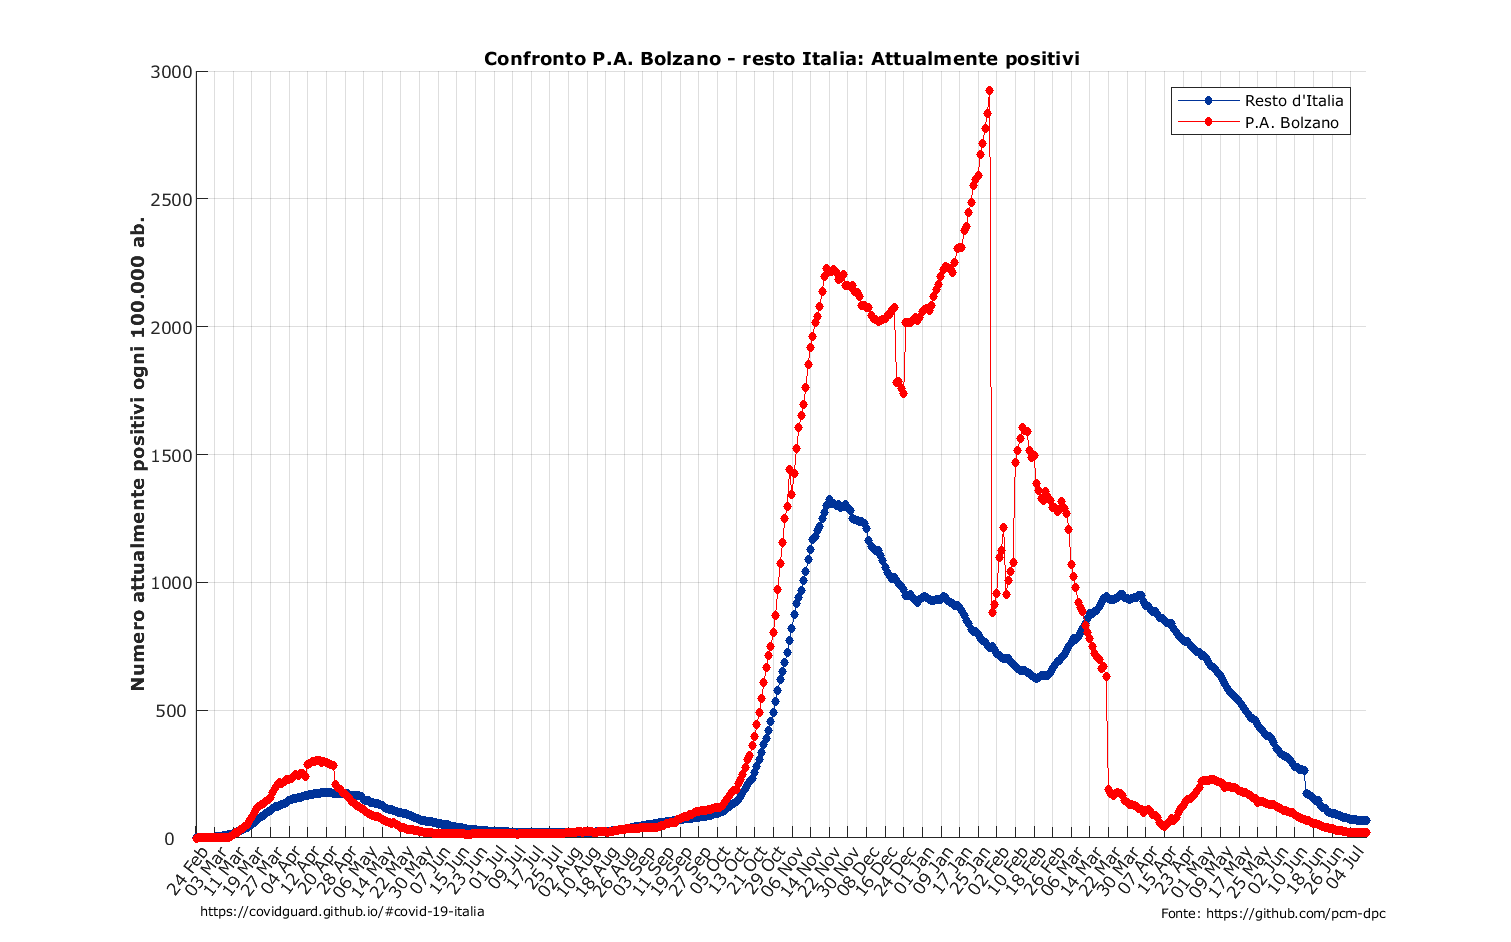 Confronto P.A. Bolzano - resto Italia: Attualmente positivi
Resto d'Italia
P.A. Bolzano
Numero attualmente positivi ogni 100.000 ab.
3000
2500
2000
1500
1000
500
0
24 Feb
03 Mar
11 Mar
19 Mar
27 Mar
04 Apr
12 Apr
20 Apr
28 Apr
06 May
14 May
22 May
30 May
07 Jun
15 Jun
23 Jun
01 Jul
09 Jul
17 Jul
25 Jul
02 Aug
10 Aug
18 Aug
26 Aug
03 Sep
11 Sep
19 Sep
27 Sep
05 Oct
13 Oct
21 Oct
29 Oct
06 Nov
14 Nov
22 Nov
30 Nov
08 Dec
16 Dec
24 Dec
01 Jan
09 Jan
17 Jan
25 Jan
02 Feb
10 Feb
18 Feb
26 Feb
06 Mar
14 Mar
22 Mar
30 Mar
07 Apr
15 Apr
23 Apr
01 May
09 May
17 May
25 May
02 Jun
10 Jun
18 Jun
26 Jun
04 Jul
https://covidguard.github.io/#covid-19-italia
Fonte: https://github.com/pcm-dpc